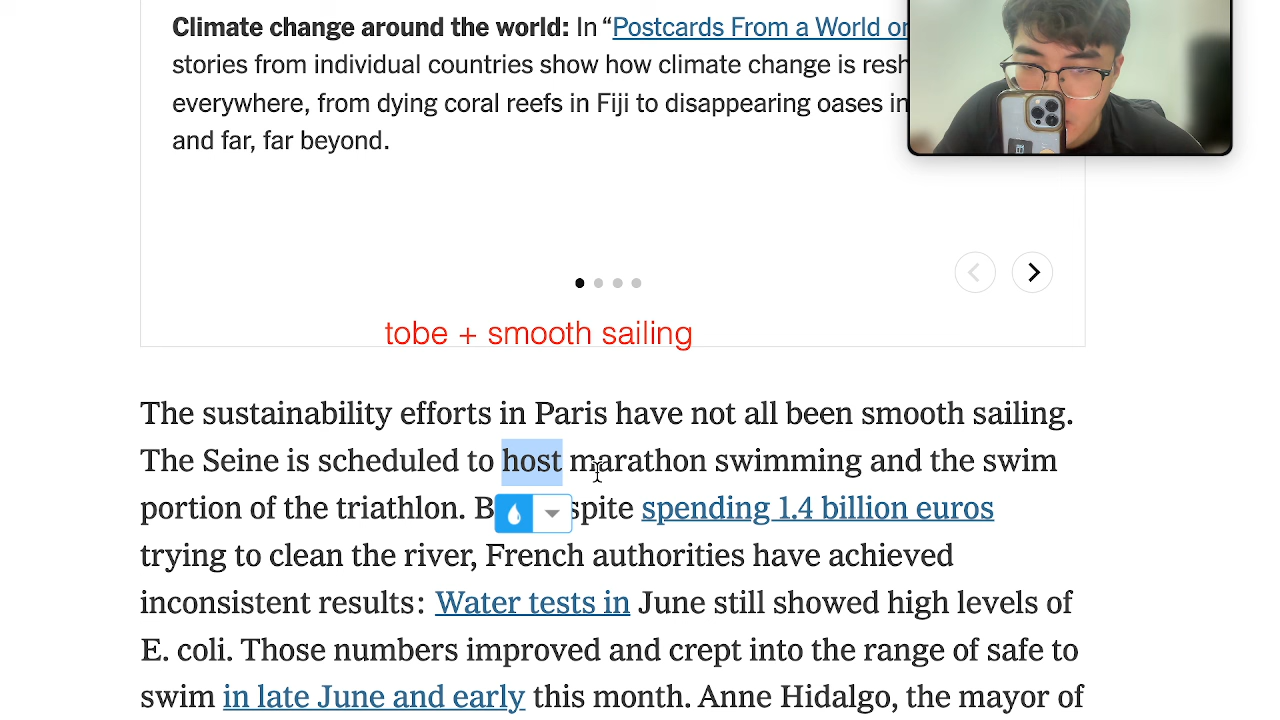 Climate change around the world: In “Postcards From a World on
stories from individual countries show how climate change is resh
everywhere, from dying coral reefs in Fiji to disappearing oases in
and far, far beyond.
tobe + smooth sailing
The sustainability efforts in Paris have not all been smooth sailing.
The Seine is scheduled to host marathon swimming and the swim
portion of the triathlon. B spite spending 1.4 billion euros
trying to clean the river, French authorities have achieved
inconsistent results: Water tests in June still showed high levels of
E. coli. Those numbers improved and crept into the range of safe to
swim in late June and early this month. Anne Hidalgo, the mayor of